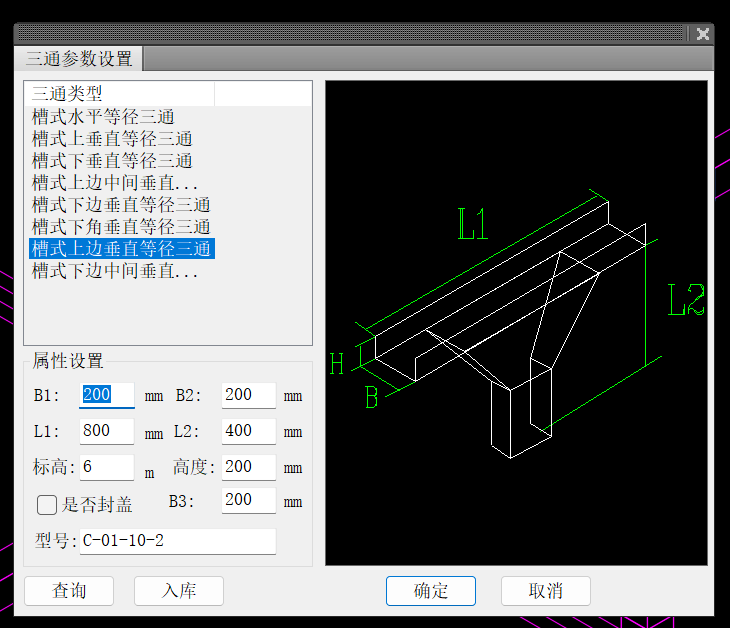 三通参数设置
三通类型
槽式水平等径三通
槽式上垂直等径三通
槽式下垂直等径三通
槽式上边中间垂直...
槽式下边垂直等径三通
槽式下角垂直等径三通
槽式上边垂直等径三通
槽式下边中间垂直...
L1
L2
H
B
属性设置
B1: 200 mm B2: 200 mm
L1: 800 mm L2: 400 mm
标高: 6 m 高度: 200 mm
是否封盖 B3: 200 mm
型号: C-01-10-2
查询 入库 确定 取消